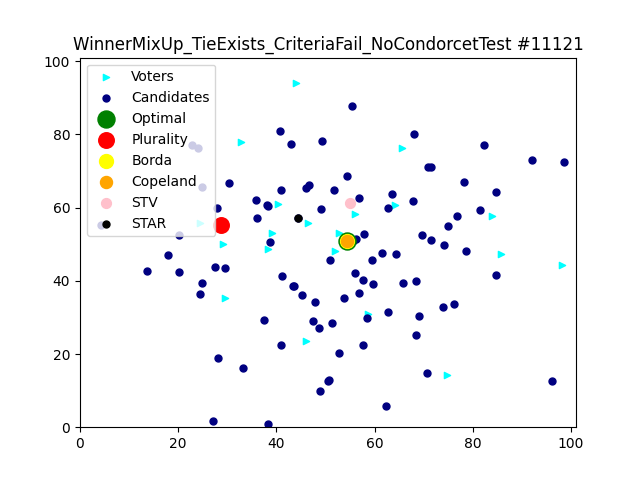 WinnerMixUp_TieExists_CriteriaFail_NoCondorcetTest #11121
100
80
60
40
20
0
0 20 40 60 80 100
Voters
Candidates
Optimal
Plurality
Borda
Copeland
STV
STAR